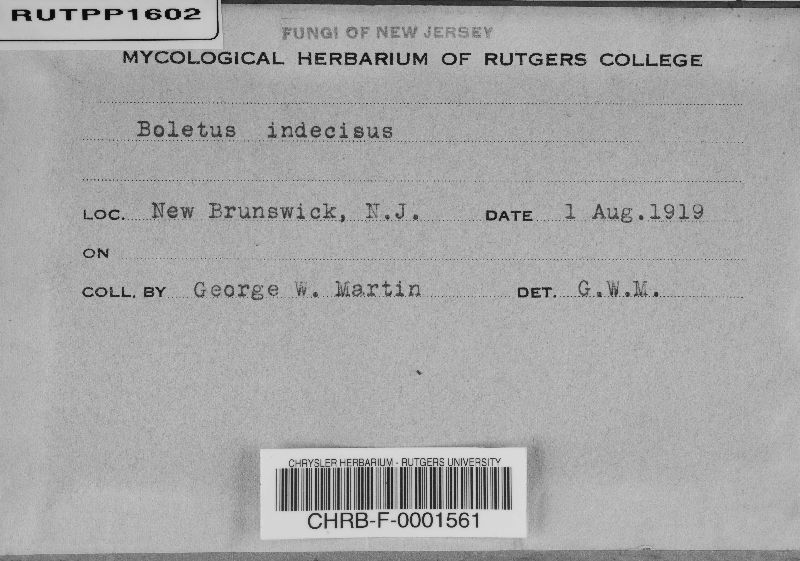 RUTPP1602
FUNGI OF NEW JERSEY
MYCOLOGICAL HERBARIUM OF RUTGERS COLLEGE
Boletus indecisus
LOC. New Brunswick, N.J. DATE 1 Aug.1919
ON
COLL. BY George W. Martin DET. G.W.M.
CHRYSLER HERBARIUM - RUTGERS UNIVERSITY
CHRB-F-0001561